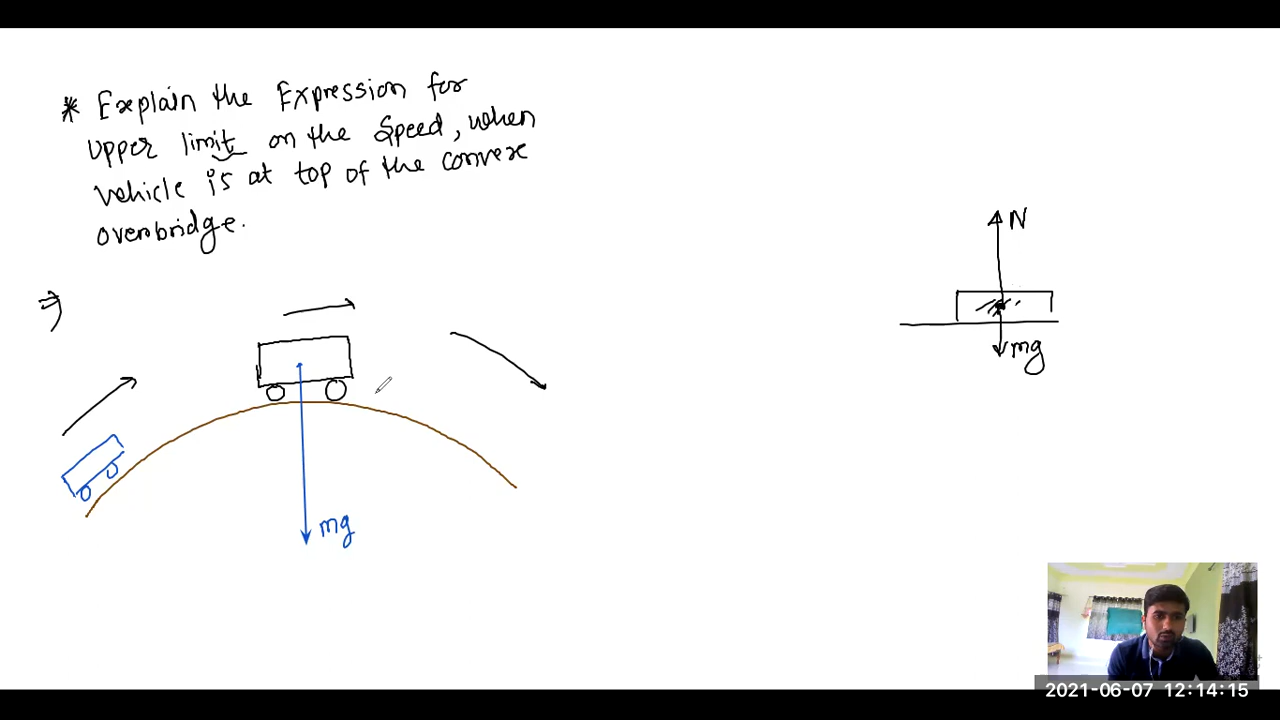 * Explain the Expression for
Upper limit on the Speed, when
vehicle is at top of the convex
overbridge.
⇒
N
mg
mg
2021-06-07 12:14:15